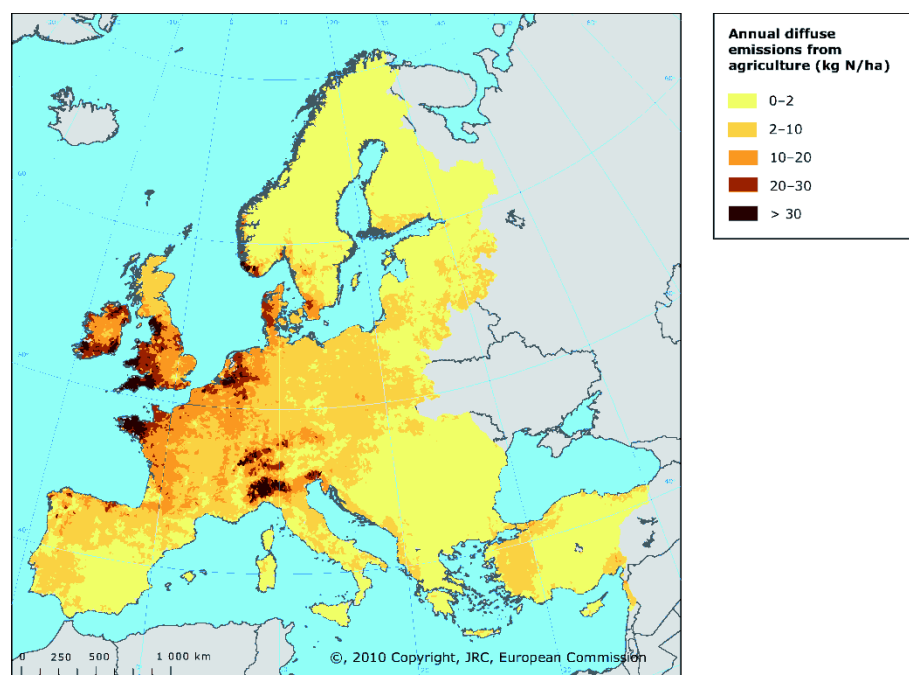 Annual diffuse
emissions from
agriculture (kg N/ha)
0–2
2–10
10–20
20–30
> 30
0 250 500 1 000 km
©, 2010 Copyright, JRC, European Commission